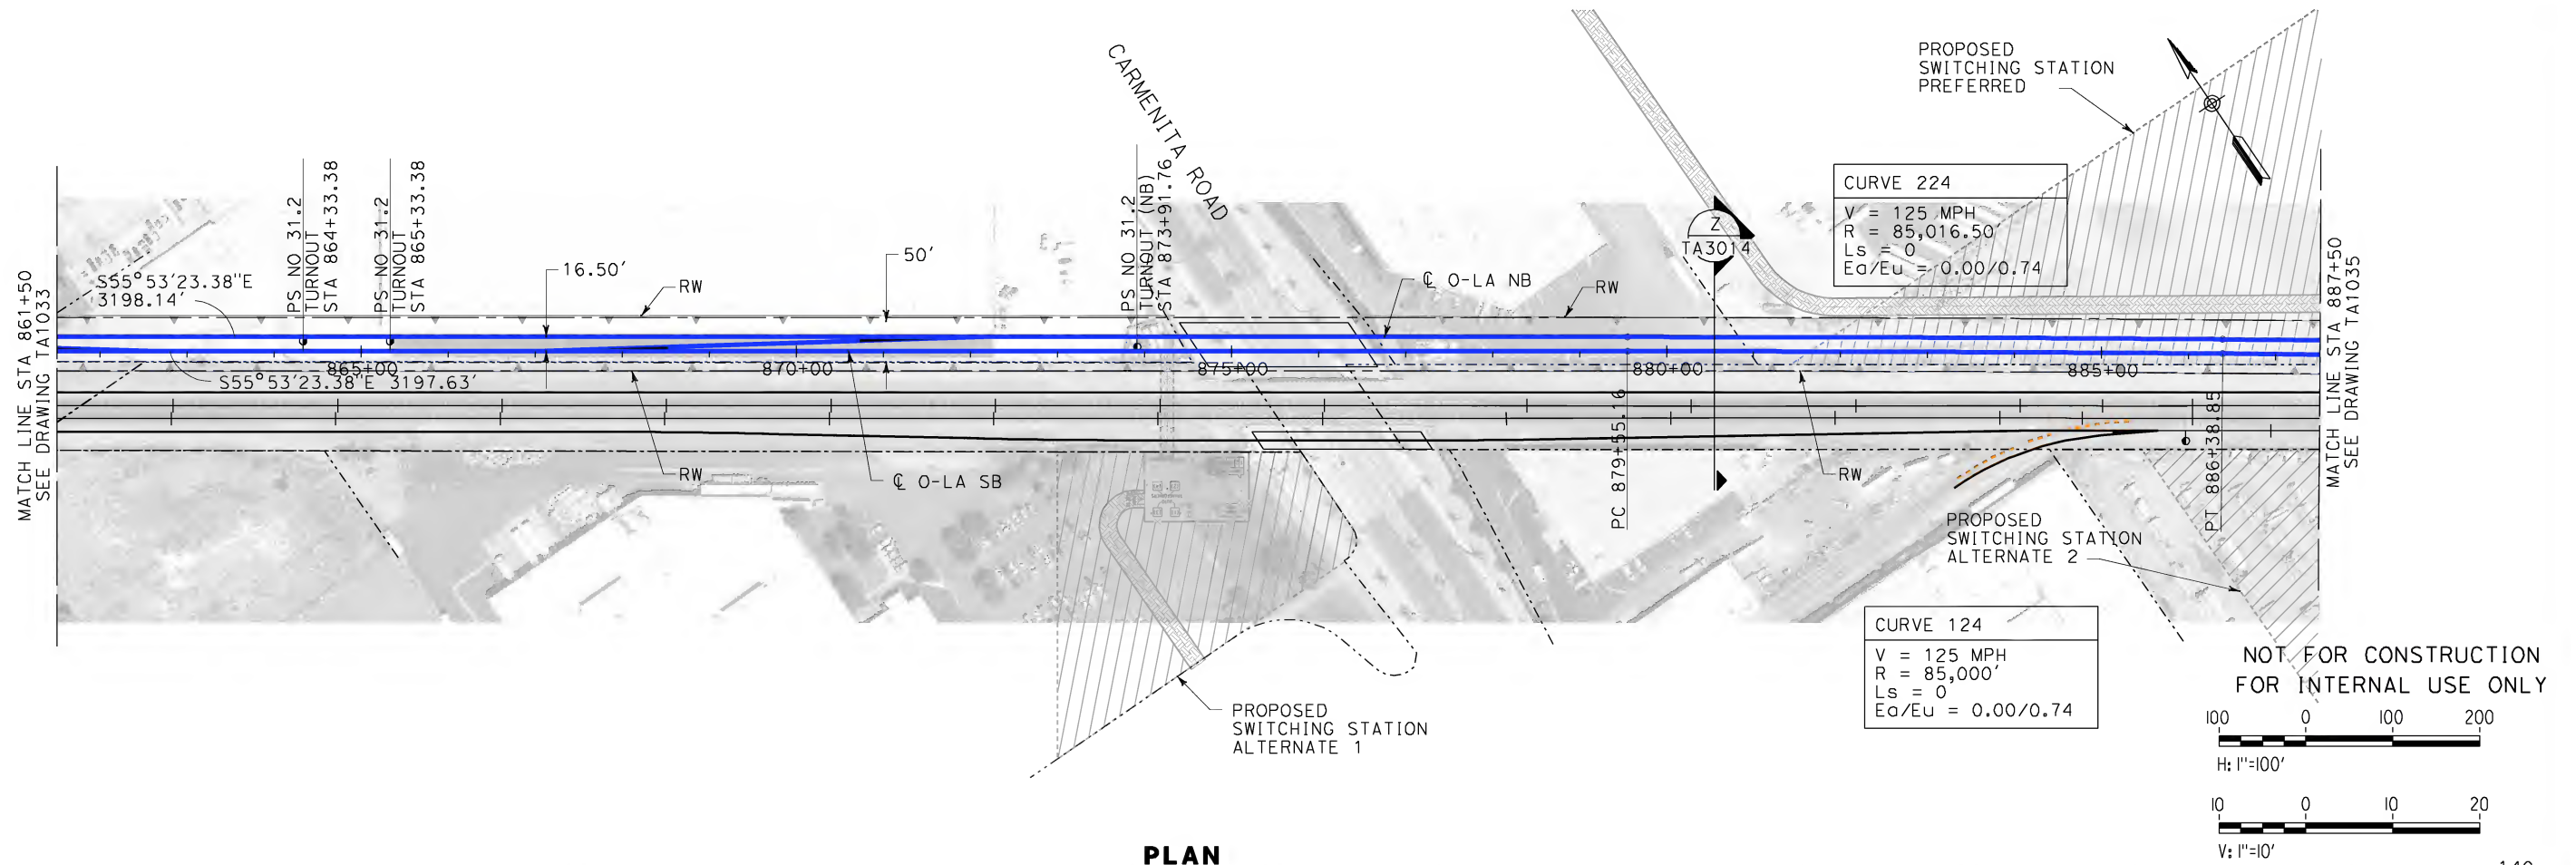 CARMENITA ROAD
PROPOSED
SWITCHING STATION
PREFERRED
MATCH LINE STA 861+50
SEE DRAWING TA1033
S55°53'23.38"E
3198.14'
PS NO 31.2
TURNOUT
STA 864+33.38
PS NO 31.2
TURNOUT
STA 865+33.38
16.50'
RW
50'
PS NO 31.2
TURNOUT (NB)
STA 873+91.76
℄ O-LA NB
RW
Z
TA3014
CURVE 224
V = 125 MPH
R = 85,016.50'
Ls = 0
Ea/Eu = 0.00/0.74
MATCH LINE STA 887+50
SEE DRAWING TA1035
865+00
870+00
875+00
880+00
885+00
S55°53'23.38"E 3197.63'
RW
℄ O-LA SB
PC 879+55.16
RW
PT 886+38.85
PROPOSED
SWITCHING STATION
ALTERNATE 2
CURVE 124
V = 125 MPH
R = 85,000'
Ls = 0
Ea/Eu = 0.00/0.74
PROPOSED
SWITCHING STATION
ALTERNATE 1
NOT FOR CONSTRUCTION
FOR INTERNAL USE ONLY
100 0 100 200
H: 1"=100'
10 0 10 20
V: 1"=10'
PLAN